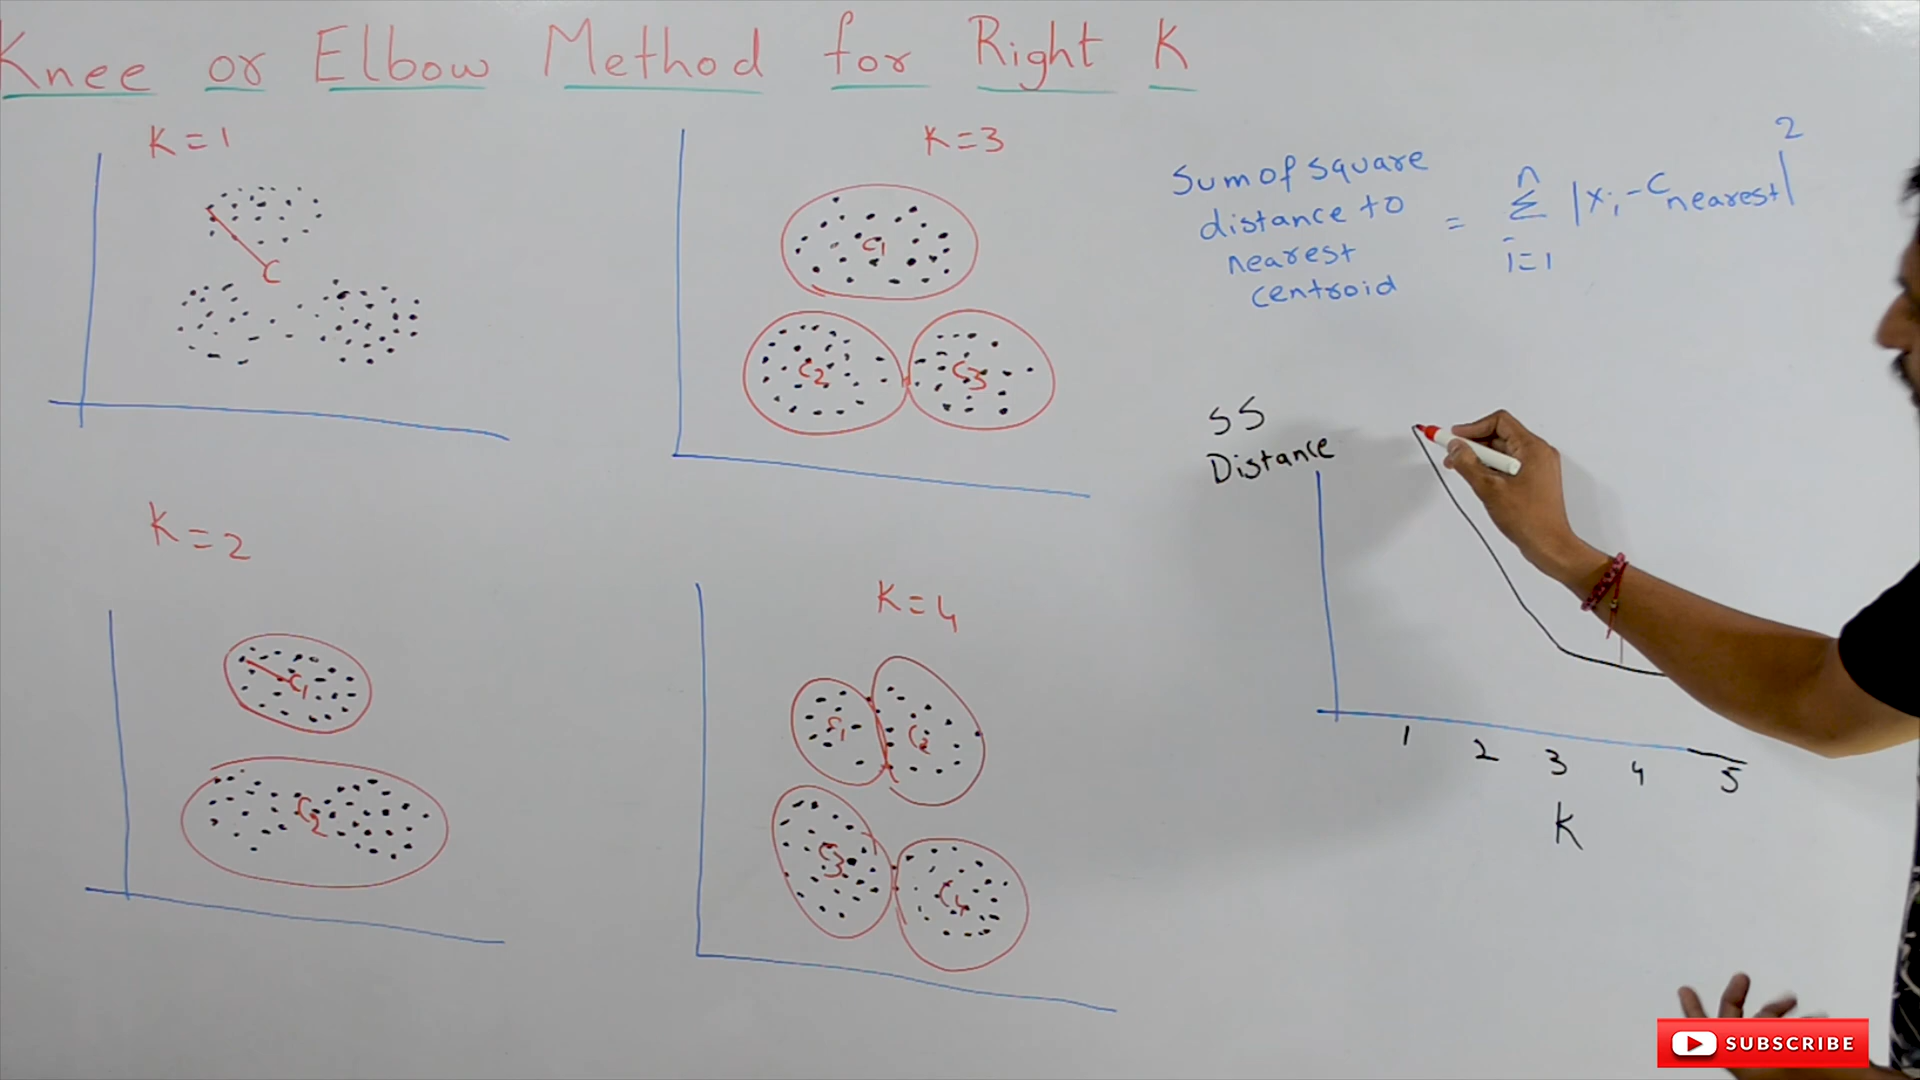 Knee or Elbow Method for Right K
K = 1
C
K = 3
C1
C2 C3
Sum of square
distance to
nearest
centroid
= n Σ i=1 |xi - Cnearest|2
K = 2
C1
C2
K = 4
C1 C2
C3 C4
SS
Distance
1 2 3 4 5
K
SUBSCRIBE